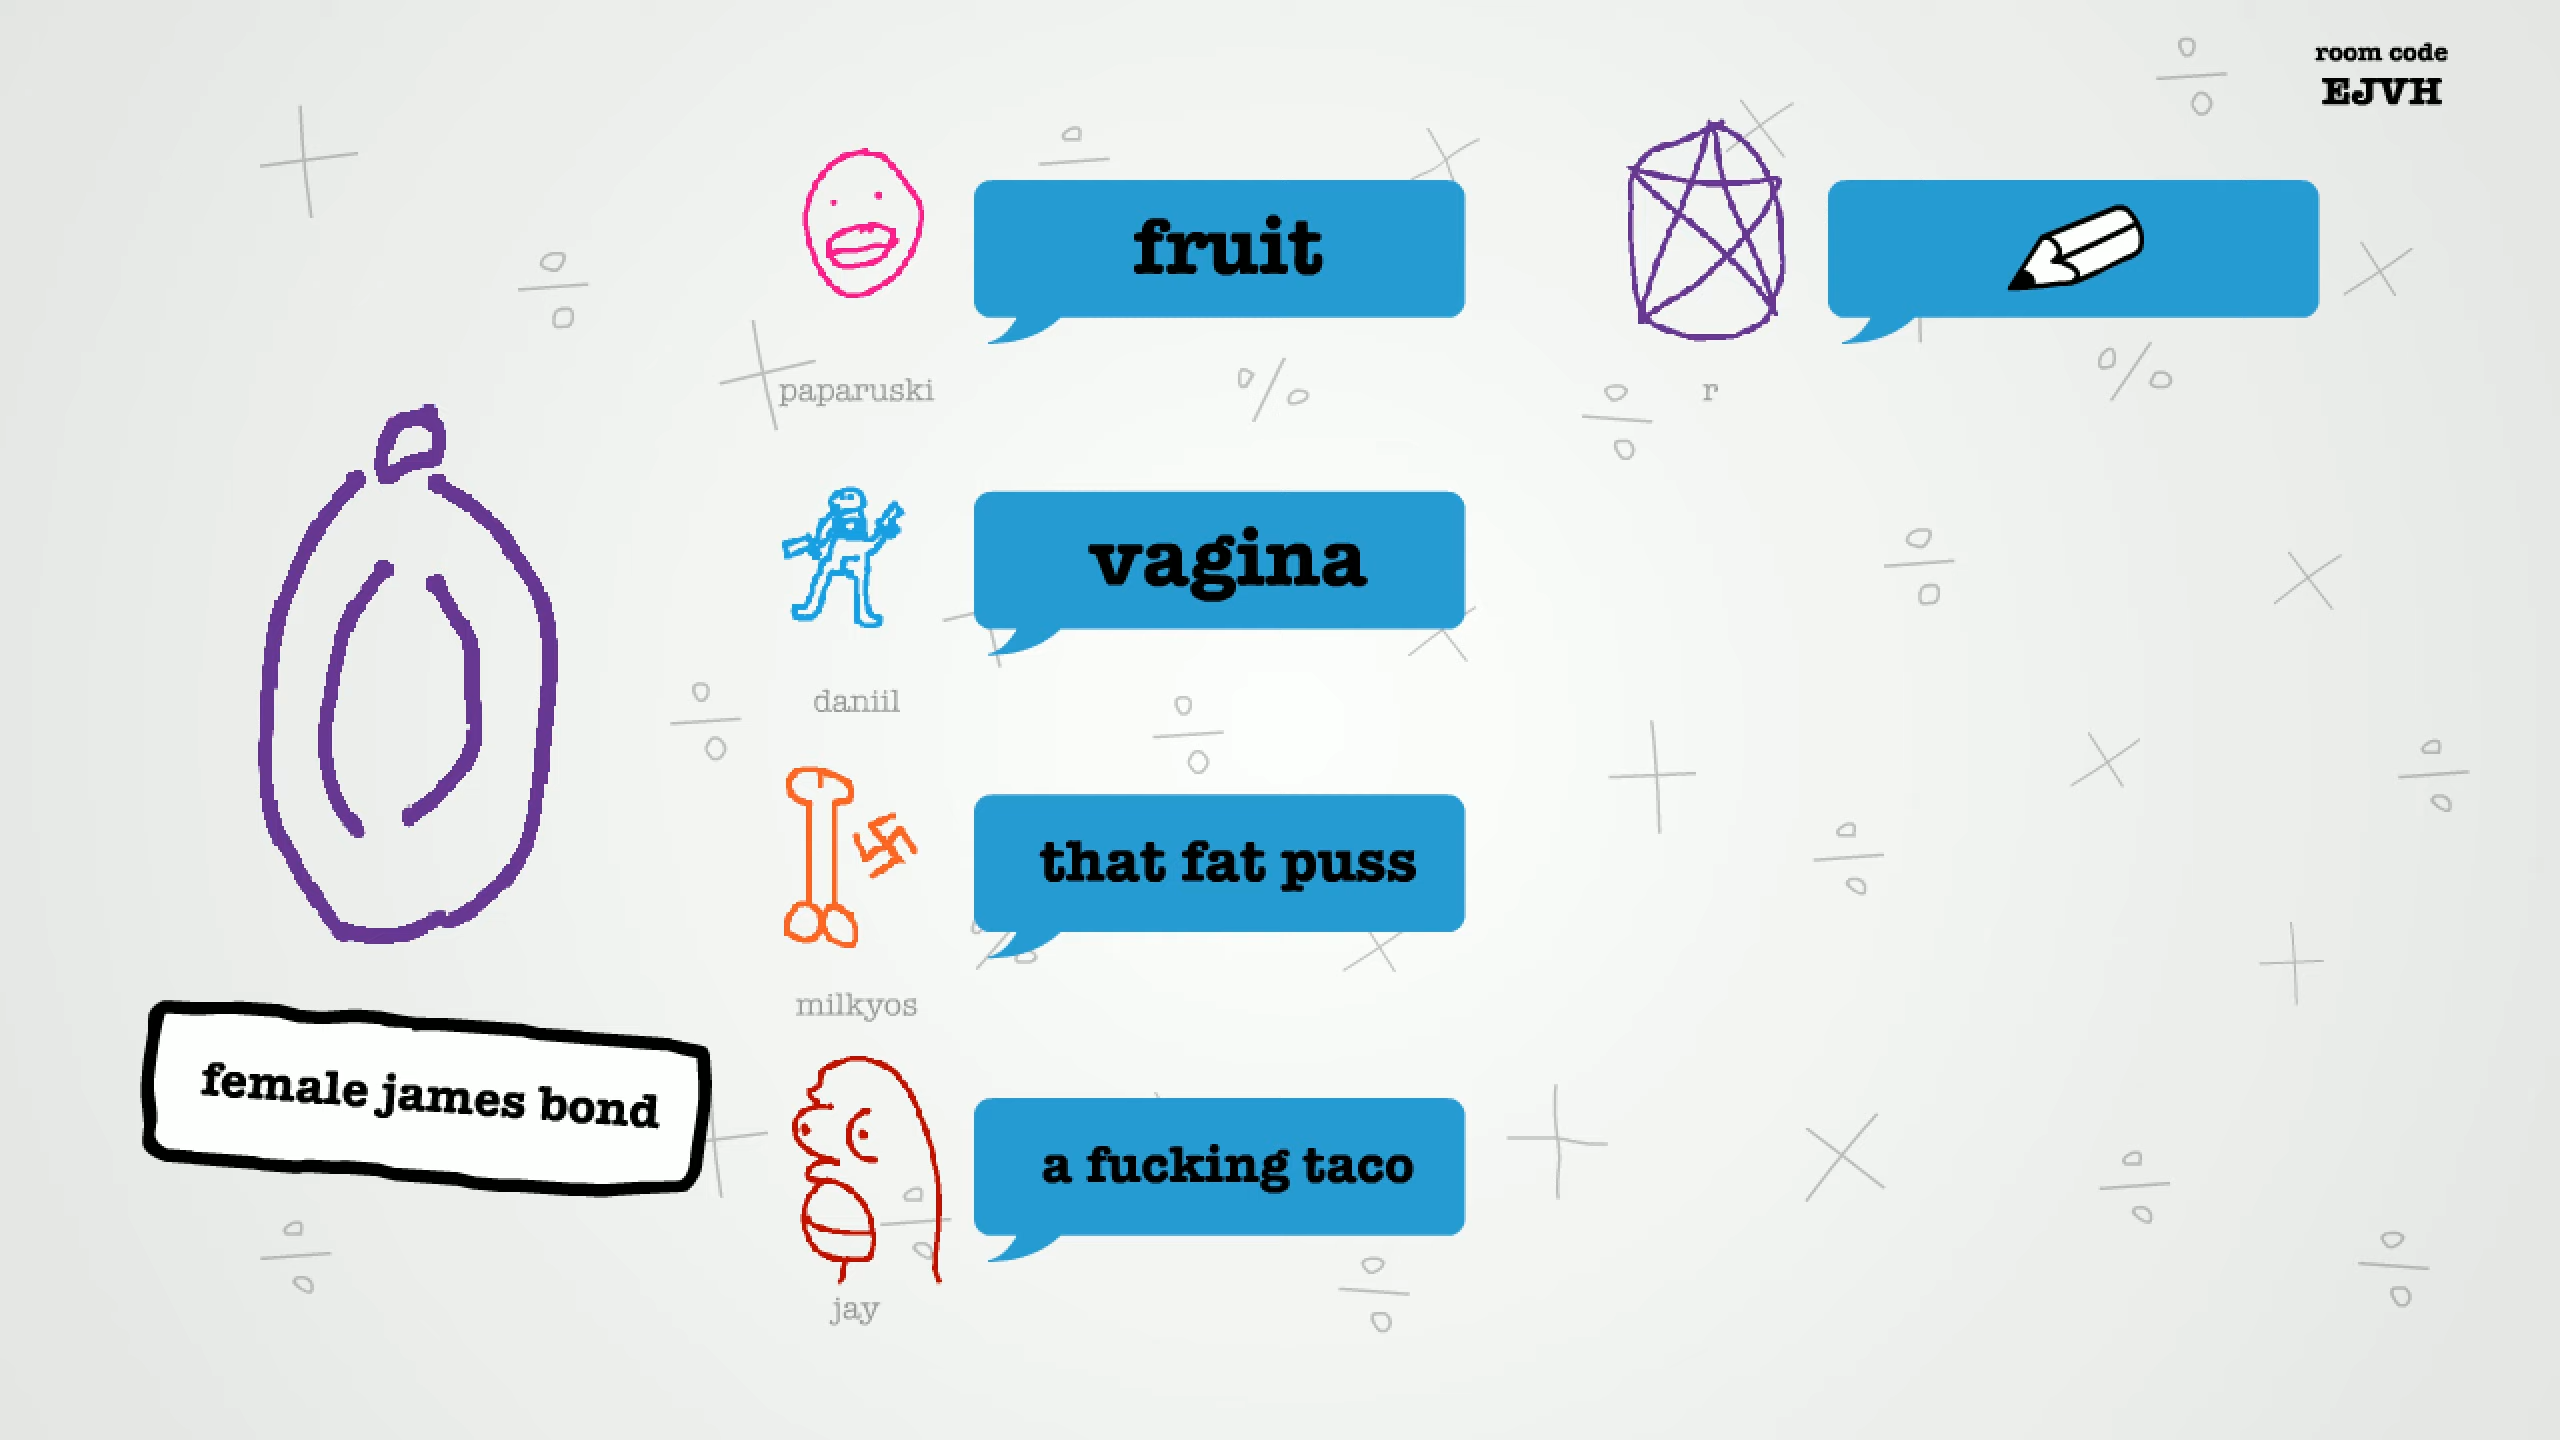 room code
EJVH
fruit
paparuski
r
vagina
daniil
that fat puss
milkyos
female james bond
a fucking taco
jay